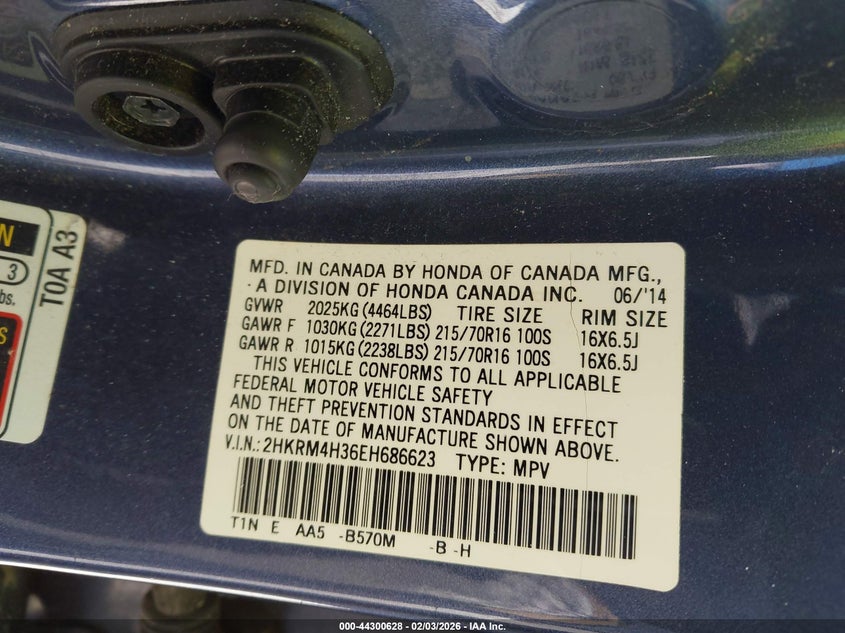 N
3
bs.
S
TOA A3
MFD. IN CANADA BY HONDA OF CANADA MFG.,
A DIVISION OF HONDA CANADA INC. 06/'14
GVWR 2025KG (4464LBS) TIRE SIZE RIM SIZE
GAWR F 1030KG (2271LBS) 215/70R16 100S 16X6.5J
GAWR R 1015KG (2238LBS) 215/70R16 100S 16X6.5J
THIS VEHICLE CONFORMS TO ALL APPLICABLE
FEDERAL MOTOR VEHICLE SAFETY
AND THEFT PREVENTION STANDARDS IN EFFECT
ON THE DATE OF MANUFACTURE SHOWN ABOVE.
V.I.N.: 2HKRM4H36EH686623 TYPE: MPV
T1N E AA5 -B570M -B -H
000-44300628 - 02/03/2026 - IAA Inc.